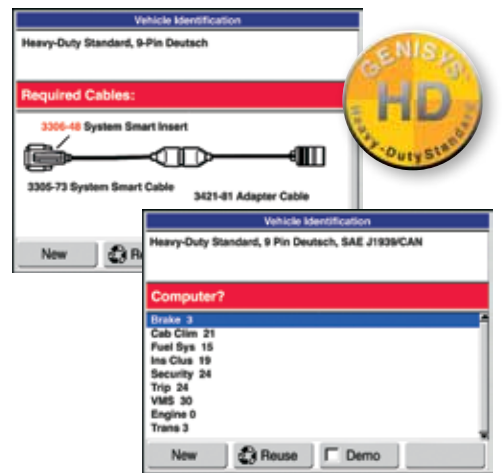 Vehicle Identification
Heavy-Duty Standard, 9-Pin Deutsch
Required Cables:
3306-48 System Smart Insert
3305-73 System Smart Cable
3421-81 Adapter Cable
New
GENISYS
HD
Heavy-Duty Standard
Vehicle Identification
Heavy-Duty Standard, 9 Pin Deutsch, SAE J1939/CAN
Computer?
Brake 3
Cab Clim 21
Fuel Sys 15
Ins Clus 19
Security 24
Trip 24
VMS 30
Engine 0
Trans 3
New
Reuse
Demo